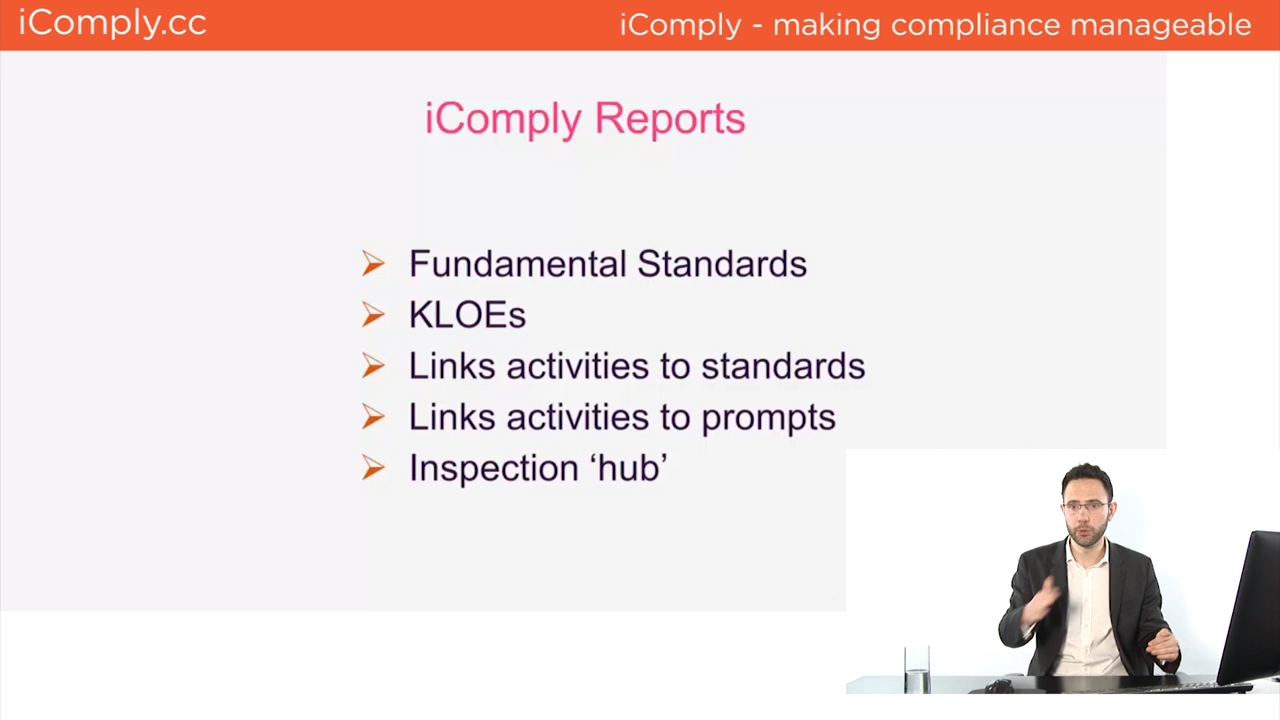 iComply.cc
iComply - making compliance manageable
iComply Reports
Fundamental Standards
KLOEs
Links activities to standards
Links activities to prompts
Inspection ‘hub’